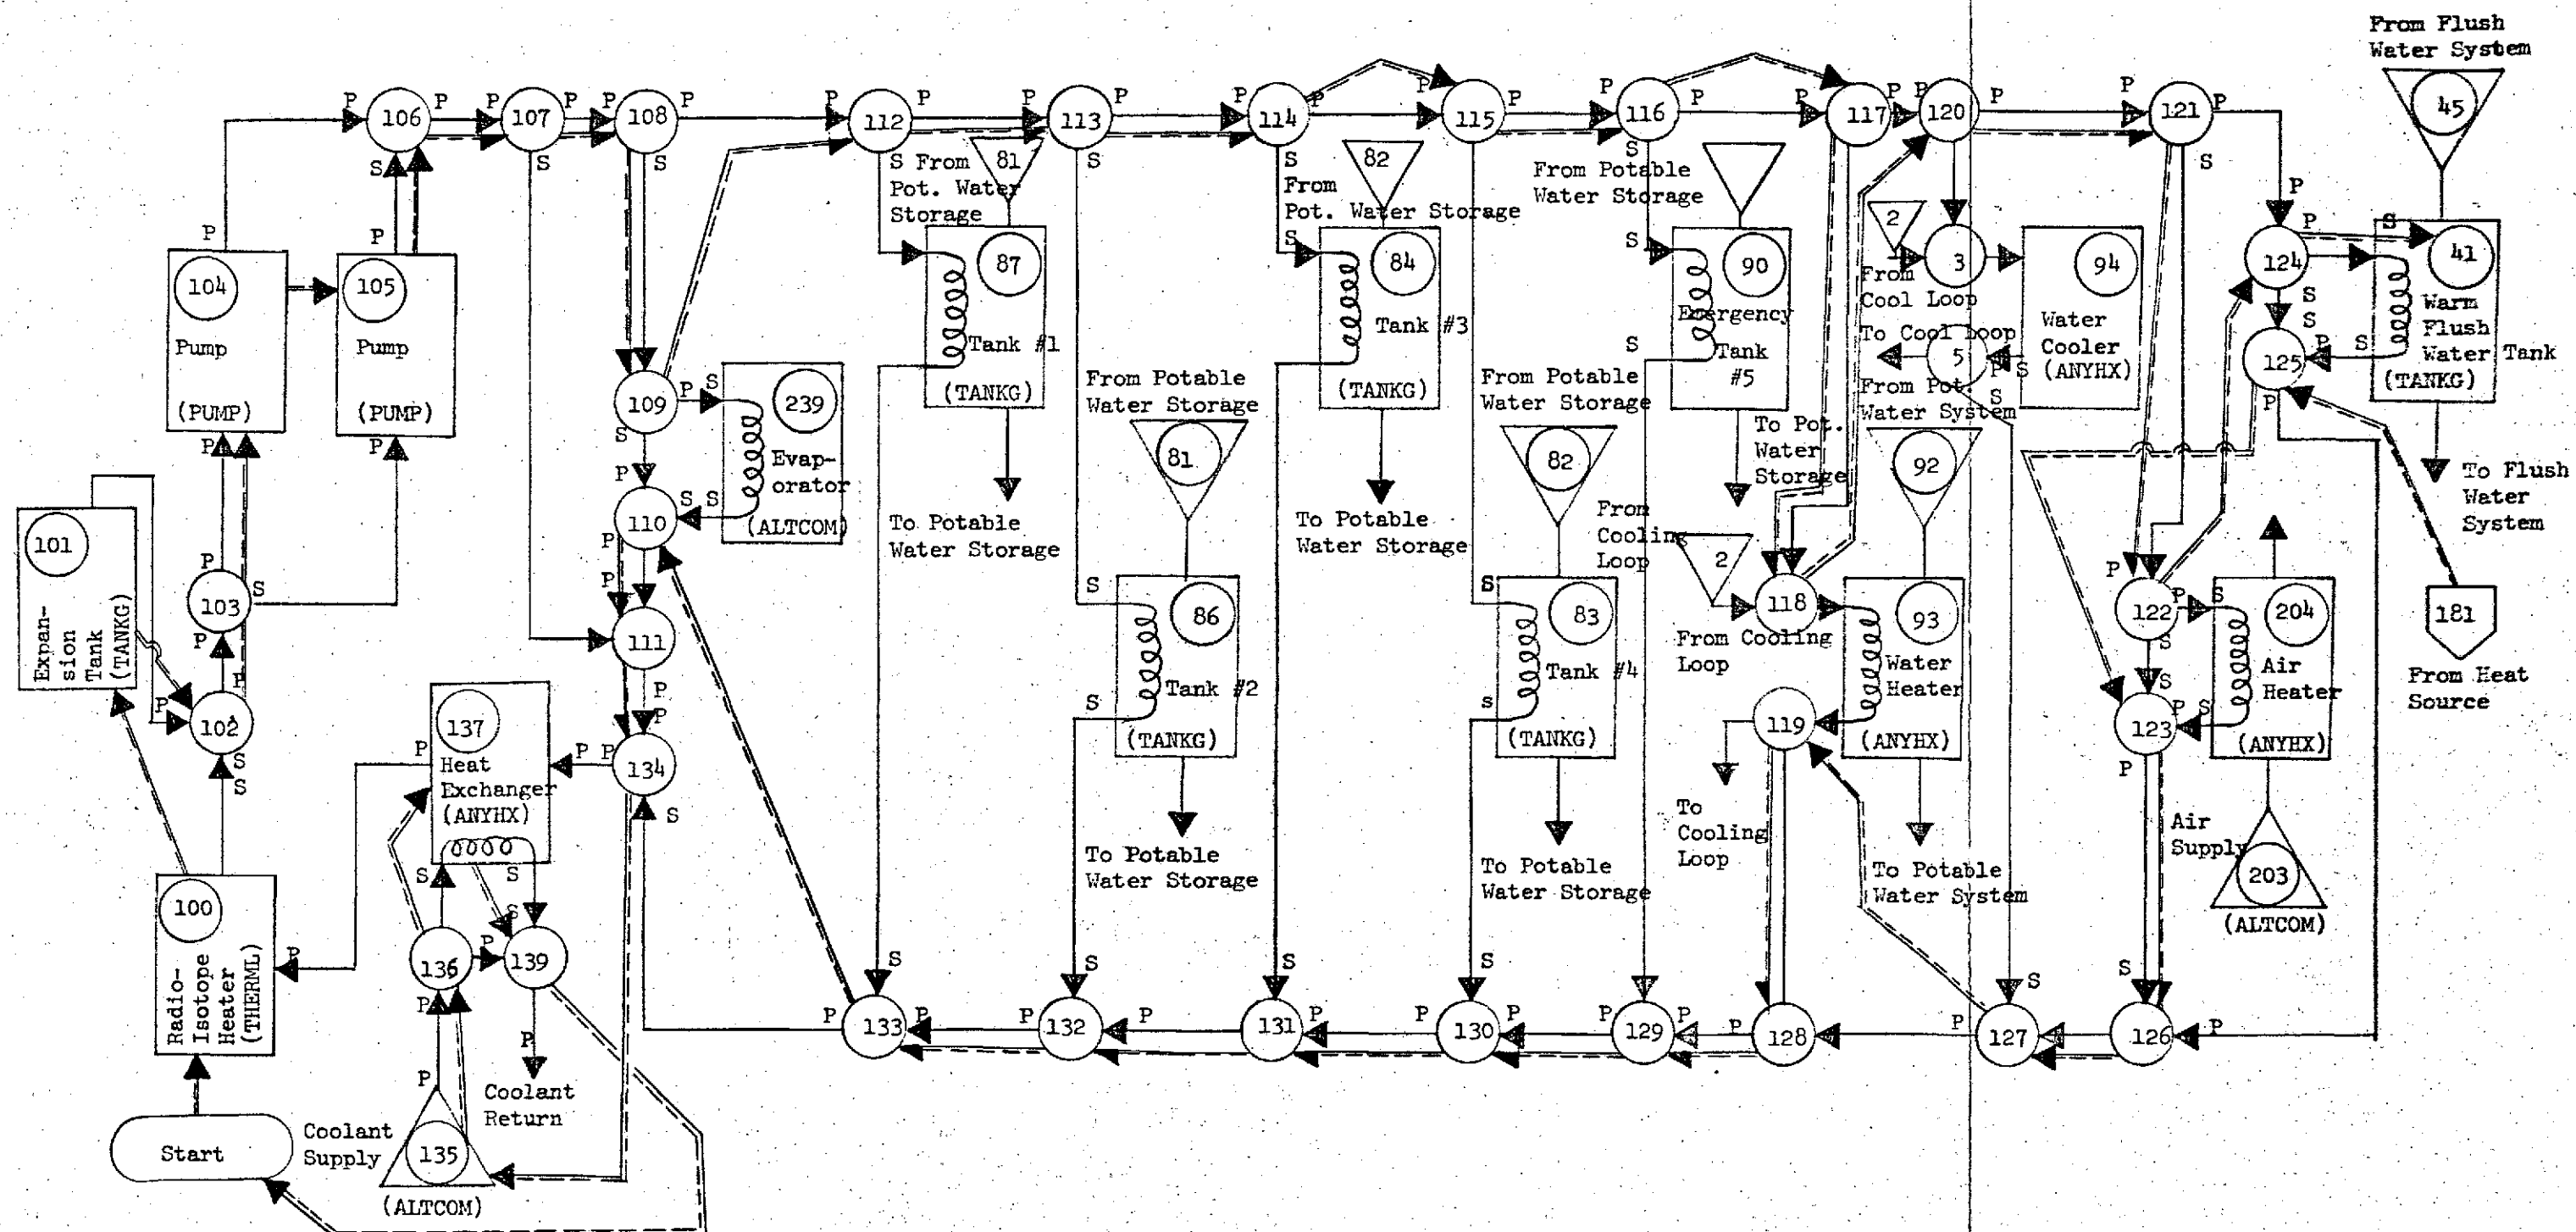 From Flush
Water System
45
P 106 P P 107 P P 108 P
P 112 P P 113 P P 114 P
P 115 P P 116 P P 117 P P 120 P
P 121 P
S
S
S
S
S From
Pot. Water
Storage
81
S
S
From
Pot. Water Storage
82
S
From Potable
Water Storage
S
P
P
104
Pump
(PUMP)
P
105
Pump
(PUMP)
P
P
87
Tank #1
(TANKG)
S
84
Tank #3
(TANKG)
S
90
Emergency
Tank
#5
S
2
From
Cool Loop
3
94
Water
Cooler
(ANYHX)
To Cool Loop
5
P S
S
From Pot.
Water System
P
124
P
S
S
S
125
P S
P
41
Warm
Flush
Water Tank
(TANKG)
To Flush
Water
System
109
P S
S
239
Evap-
orator
(ALTCOM)
P
110
S S
P
P
111
P
P
134
P P
S
From Potable
Water Storage
81
From Potable
Water Storage
82
To Pot.
Water
Storage
92
101
Expan-
sion
Tank
(TANKG)
P
103
S
P
P
P
102
S
S
To Potable
Water Storage
To Potable
Water Storage
From
Cooling
Loop
2
S
86
Tank #2
(TANKG)
S
S
83
Tank #4
(TANKG)
S
118
From Cooling
Loop
93
Water
Heater
(ANYHX)
119
P
122
P S
S
S
123
P S
P
204
Air
Heater
(ANYHX)
181
From Heat
Source
137
Heat
Exchanger
(ANYHX)
P
S
S
S
To Potable
Water Storage
To Potable
Water Storage
To
Cooling
Loop
To Potable
Water System
Air
Supply
203
(ALTCOM)
100
Radio-
Isotope
Heater
(THERML)
P
136
P
139
P
P
P
S
S
S
S
S
S
P 133 P
P 132 P
131 P
P 130 P
P 129 P
P 128
P 127
126 P
Coolant
Return
Start
Coolant
Supply
135
(ALTCOM)